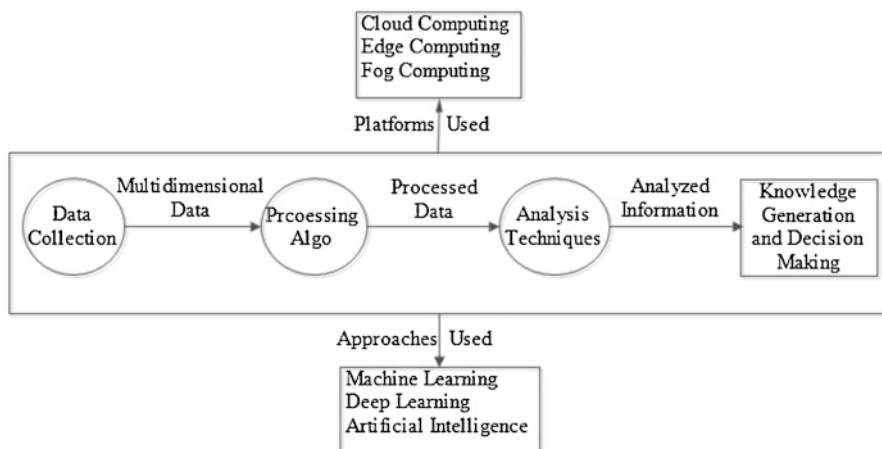 Cloud Computing
Edge Computing
Fog Computing
Platforms Used
Multidimensional
Data
Processed
Data
Analyzed
Information
Data
Collection
Prcoessing
Algo
Analysis
Techniques
Knowledge
Generation
and Decision
Making
Approaches Used
Machine Learning
Deep Learning
Artificial Intelligence